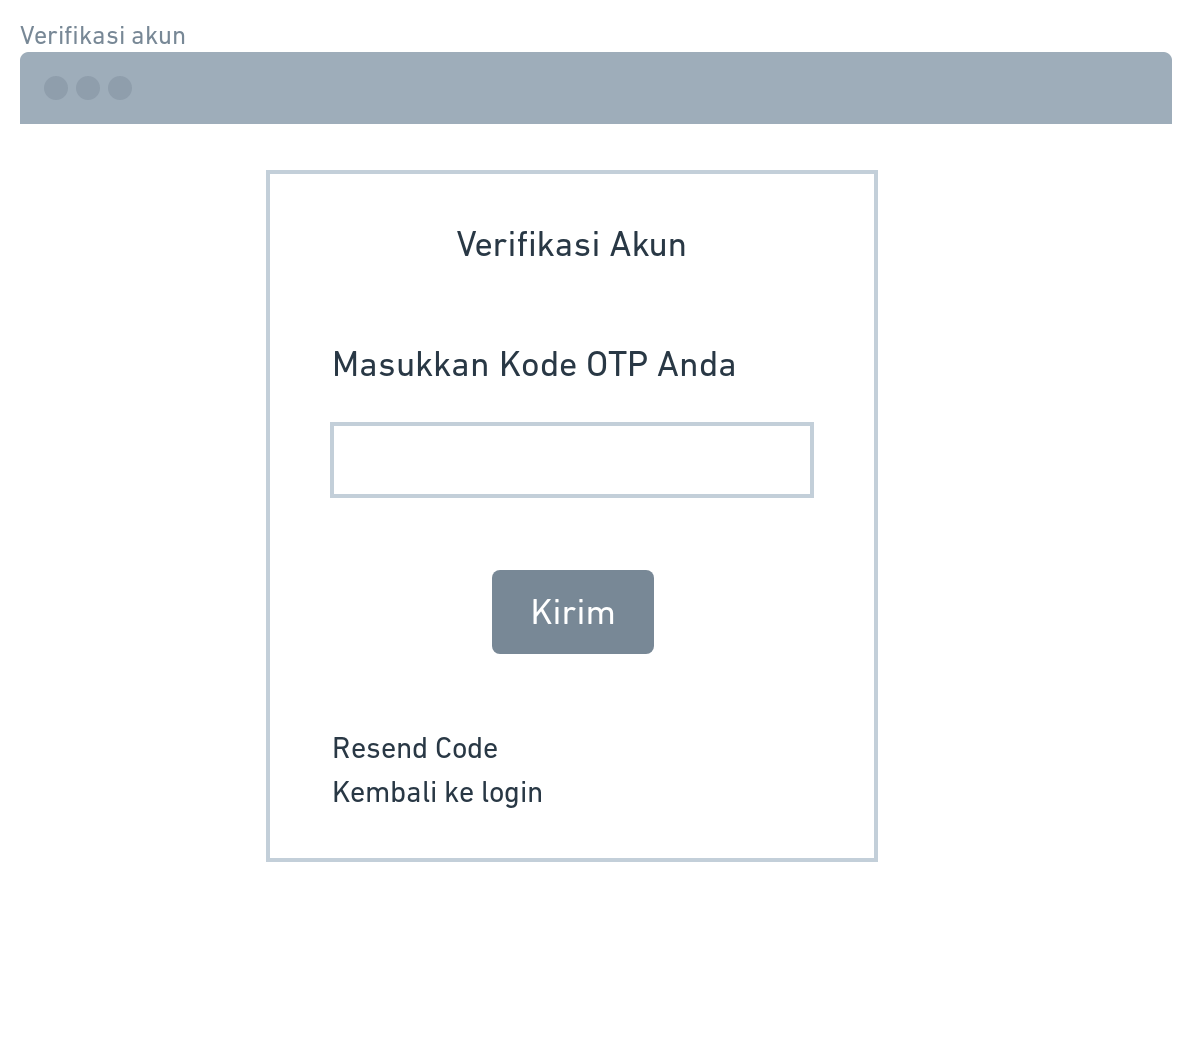 Verifikasi akun
Verifikasi Akun
Masukkan Kode OTP Anda
Kirim
Resend Code
Kembali ke login